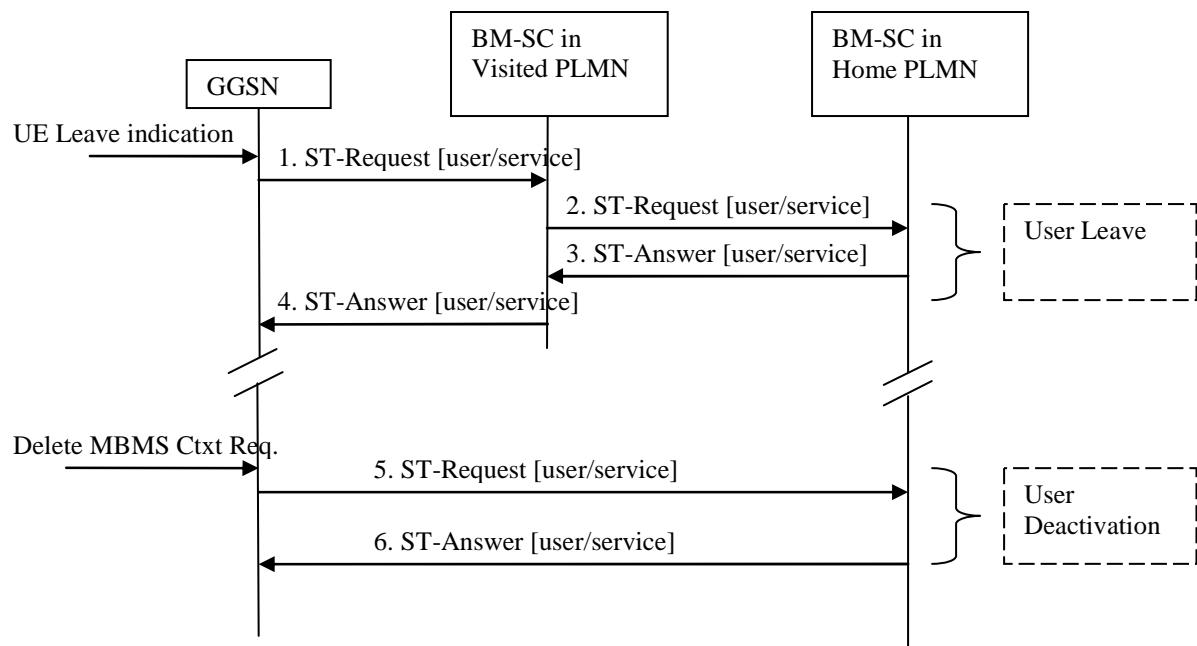 BM-SC in
Visited PLMN
BM-SC in
Home PLMN
GGSN
UE Leave indication
1. ST-Request [user/service]
2. ST-Request [user/service]
User Leave
3. ST-Answer [user/service]
4. ST-Answer [user/service]
Delete MBMS Ctxt Req.
5. ST-Request [user/service]
User
Deactivation
6. ST-Answer [user/service]